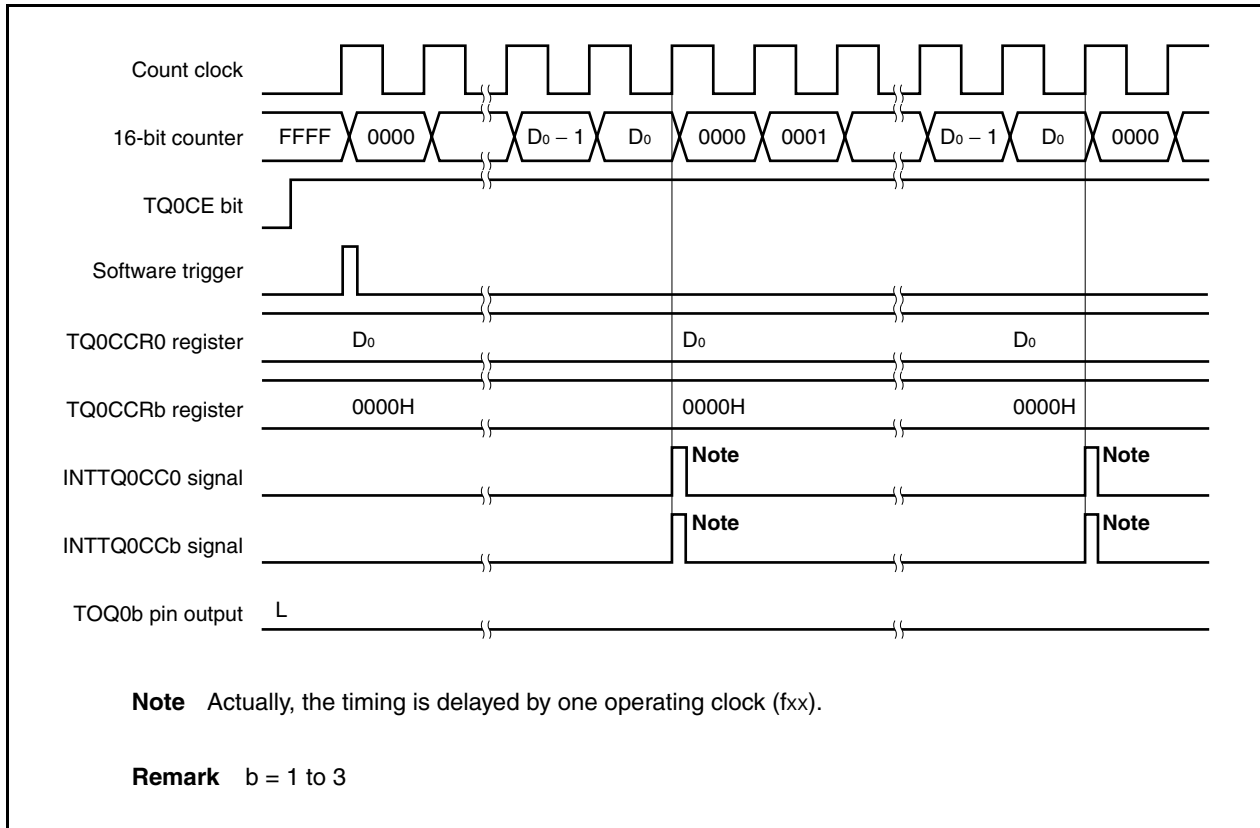 Count clock
16-bit counter FFFF 0000 D0 − 1 D0 0000 0001 D0 − 1 D0 0000
TQ0CE bit
Software trigger
TQ0CCR0 register D0 D0 D0
TQ0CCRb register 0000H 0000H 0000H
INTTQ0CC0 signal Note Note
INTTQ0CCb signal Note Note
TOQ0b pin output L
Note Actually, the timing is delayed by one operating clock (fxx).
Remark b = 1 to 3